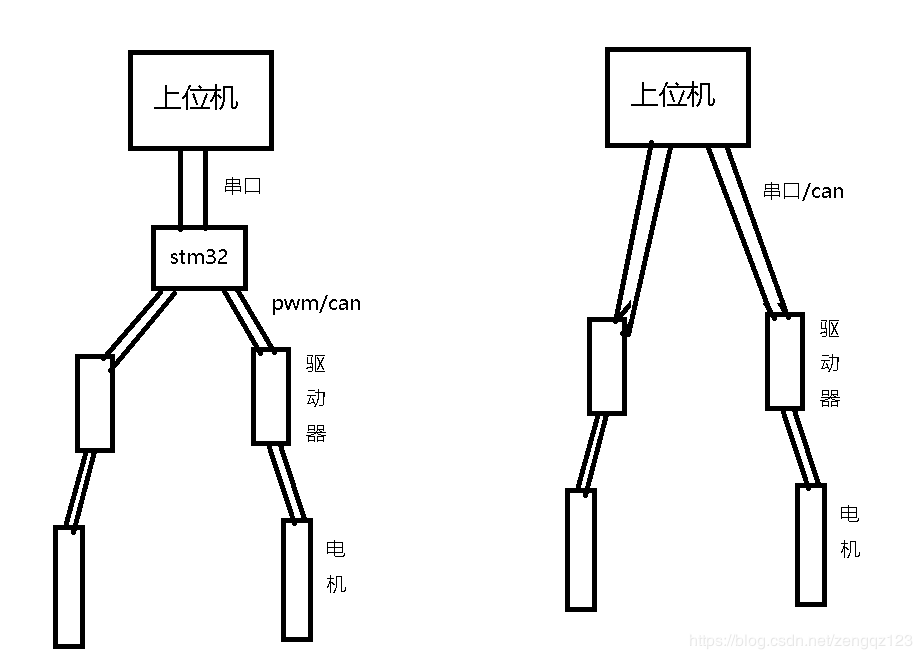 上位机
串口
stm32
pwm/can
驱
动
器
电
机
上位机
串口/can
驱
动
器
电
机
https://blog.csdn.net/zengqz123